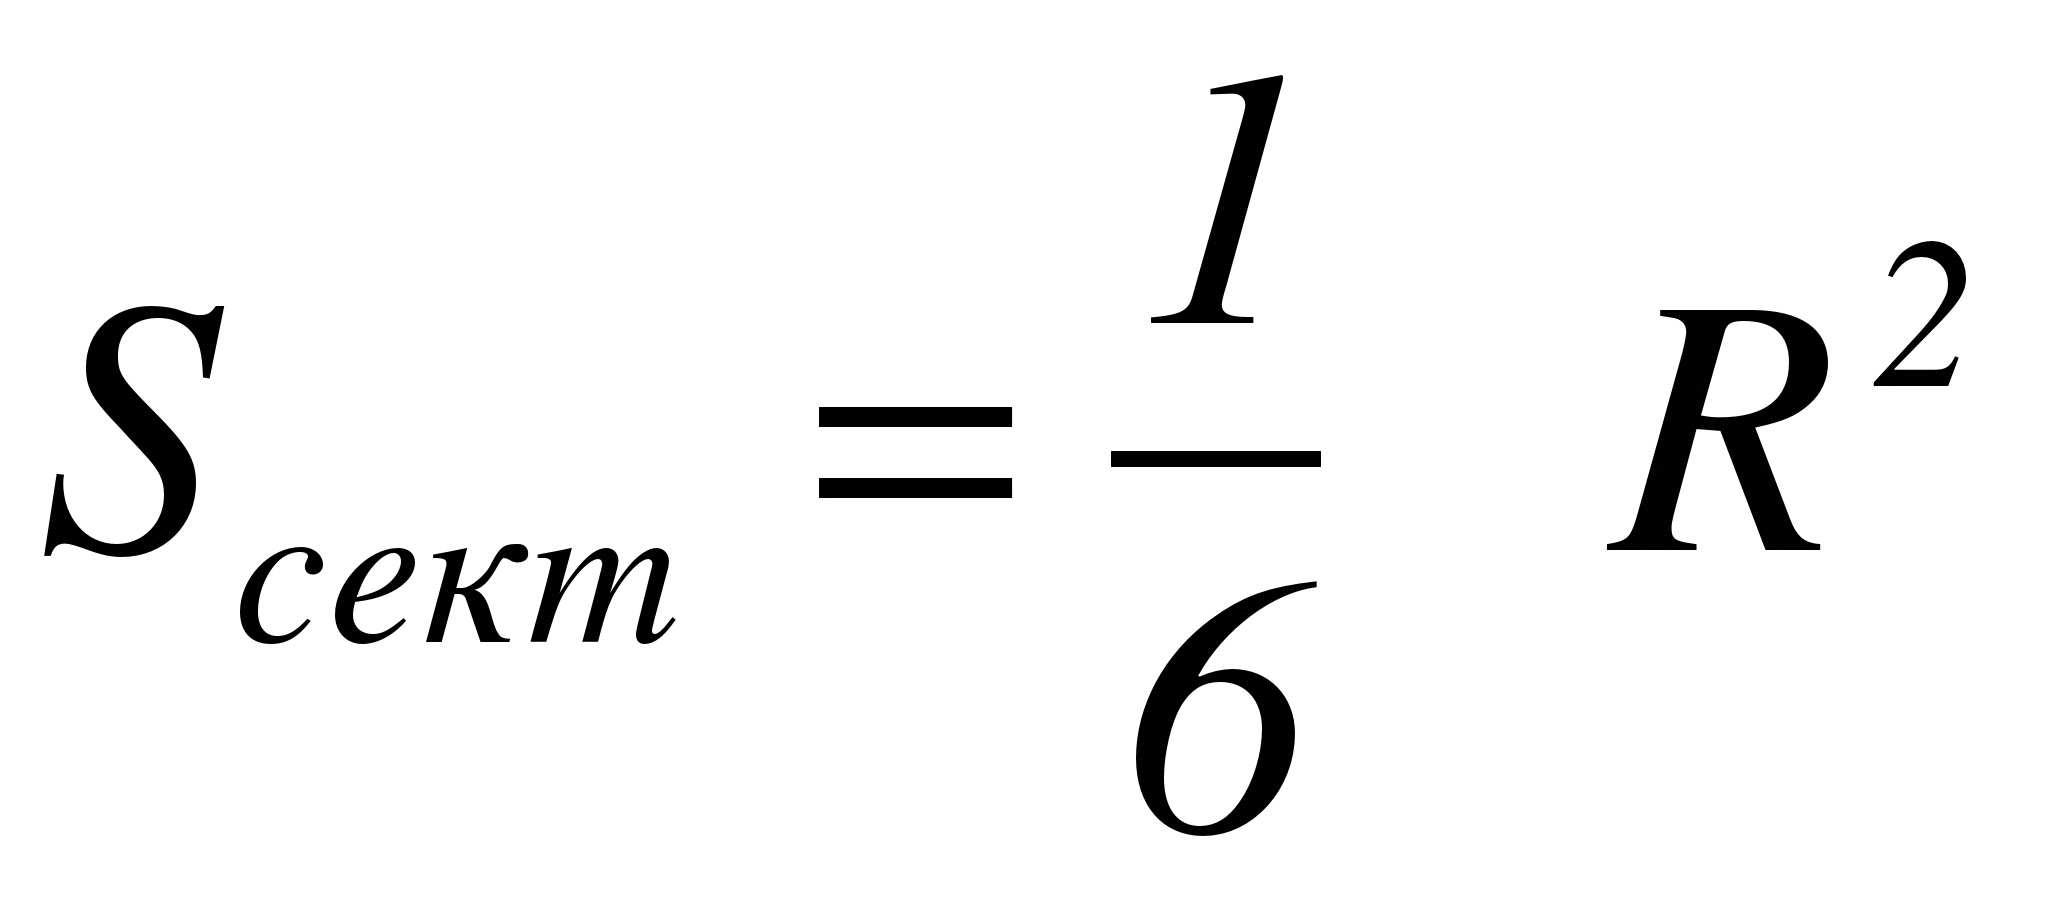 S_сект = 1/6 R²